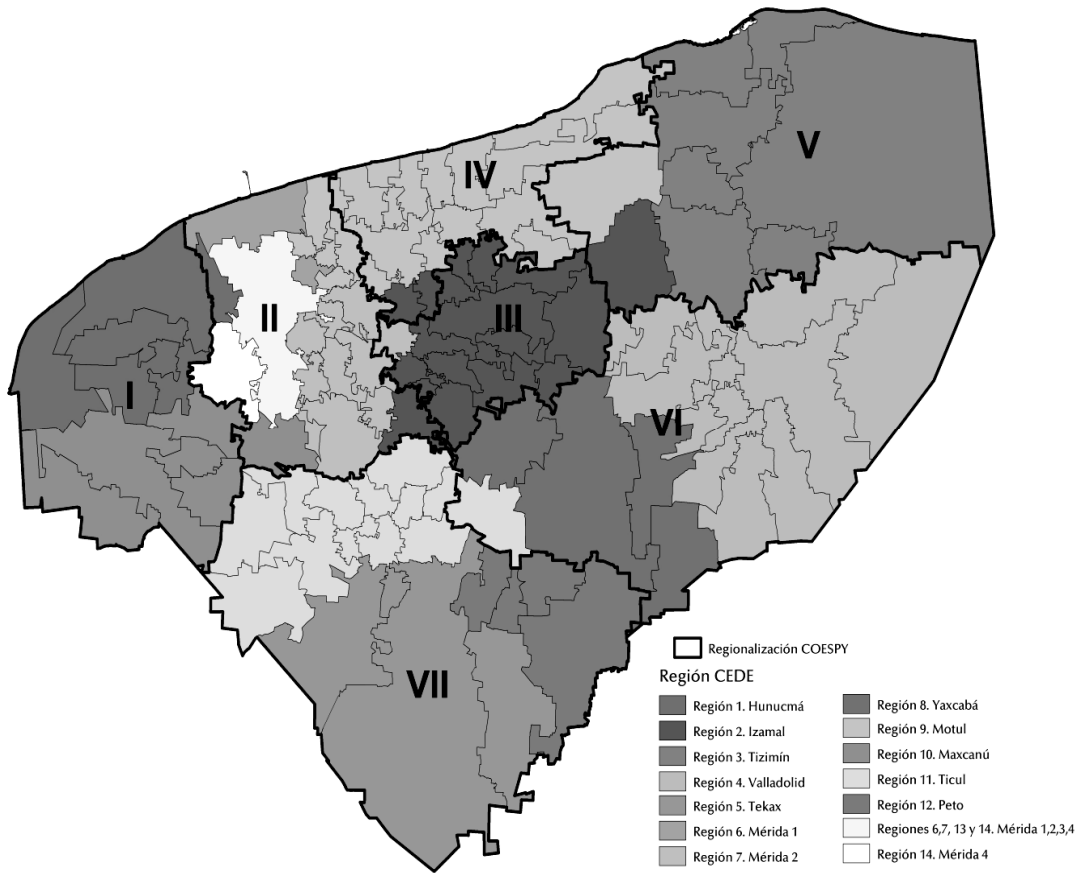 V
IV
II
III
I
VI
VII
Regionalización COESPY
Región CEDE
Región 1. Hunucmá
Región 2. Izamal
Región 3. Tizimín
Región 4. Valladolid
Región 5. Tekax
Región 6. Mérida 1
Región 7. Mérida 2
Región 8. Yaxcabá
Región 9. Motul
Región 10. Maxcanú
Región 11. Ticul
Región 12. Peto
Regiones 6,7, 13 y 14. Mérida 1,2,3,4
Región 14. Mérida 4